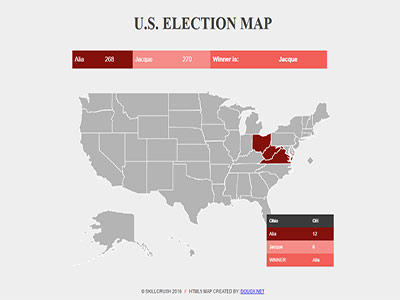 U.S. ELECTION MAP
Alia 268 Jacque 270 Winner is: Jacque
Ohio OH
Alia 12
Jacque 6
WINNER Alia
© SKILLCRUSH 2016 // HTML5 MAP CREATED BY: DOUGX.NET